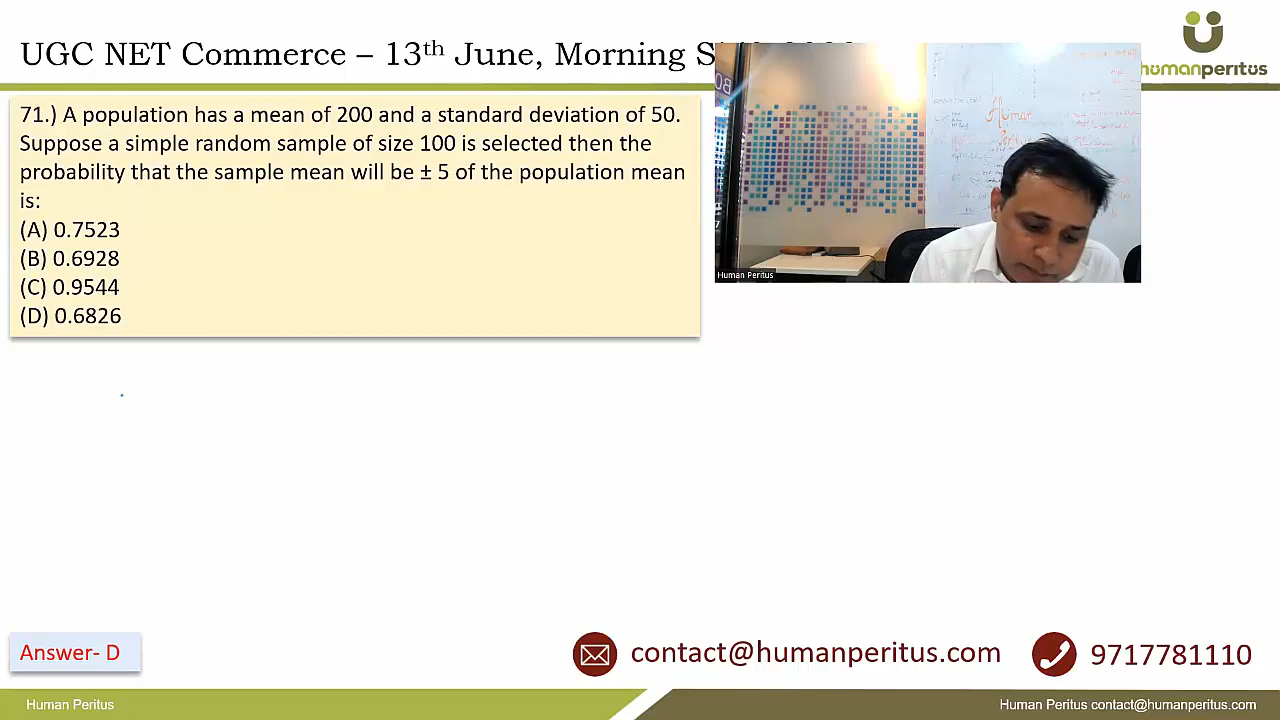 UGC NET Commerce – 13th June, Morning S
humanperitus
71.) A population has a mean of 200 and a standard deviation of 50.
Suppose a simple random sample of size 100 is selected then the
probability that the sample mean will be ± 5 of the population mean
is:
(A) 0.7523
(B) 0.6928
(C) 0.9544
(D) 0.6826
Human Peritus
Answer- D
contact@humanperitus.com
9717781110
Human Peritus
Human Peritus contact@humanperitus.com